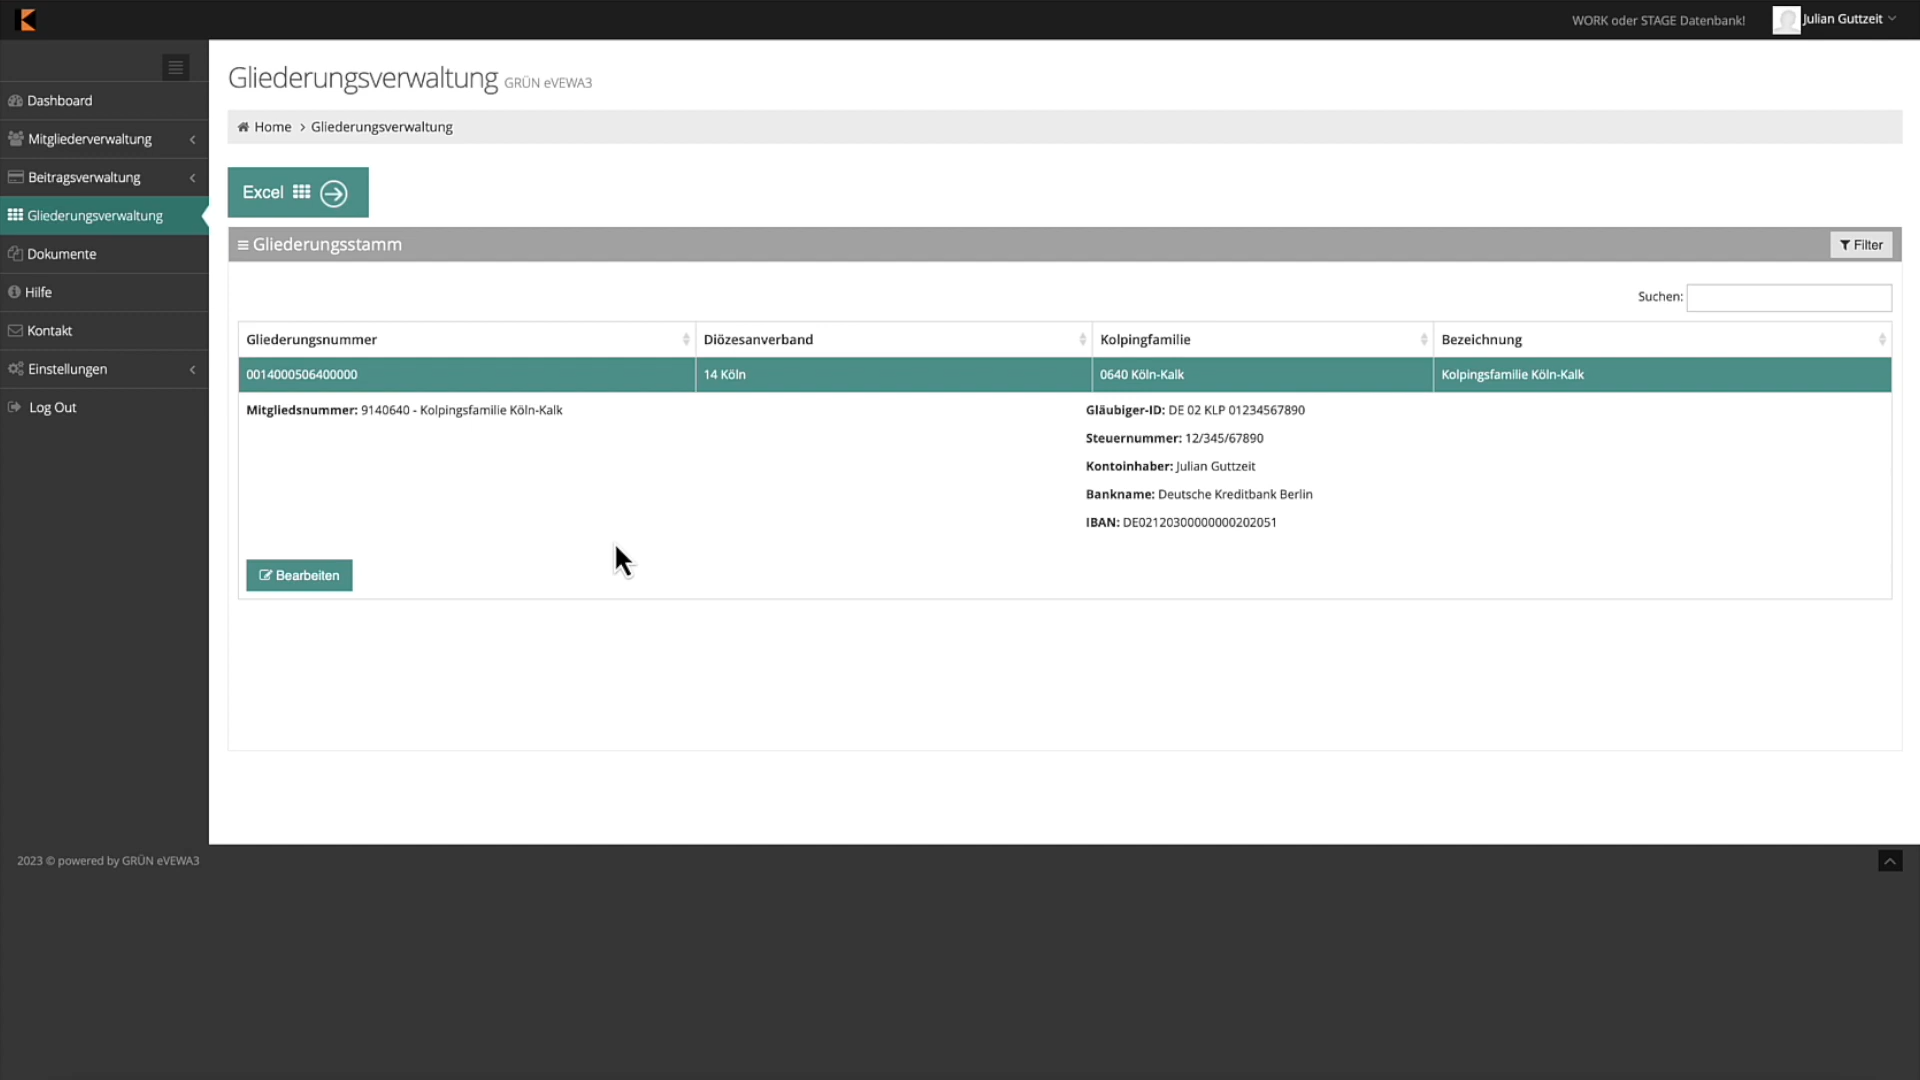 WORK oder STAGE Datenbank!
Julian Guttzeit
Dashboard
Mitgliederverwaltung
Beitragsverwaltung
Gliederungsverwaltung
Dokumente
Hilfe
Kontakt
Einstellungen
Log Out
Gliederungsverwaltung GRÜN eVEWA3
Home > Gliederungsverwaltung
Excel
Gliederungsstamm
Filter
Suchen:
Gliederungsnummer Diözesanverband Kolpingfamilie Bezeichnung
0014000506400000 14 Köln 0640 Köln-Kalk Kolpingsfamilie Köln-Kalk
Mitgliedsnummer: 9140640 - Kolpingsfamilie Köln-Kalk
Gläubiger-ID: DE 02 KLP 01234567890
Steuernummer: 12/345/67890
Kontoinhaber: Julian Guttzeit
Bankname: Deutsche Kreditbank Berlin
IBAN: DE02120300000000202051
Bearbeiten
2023 © powered by GRÜN eVEWA3